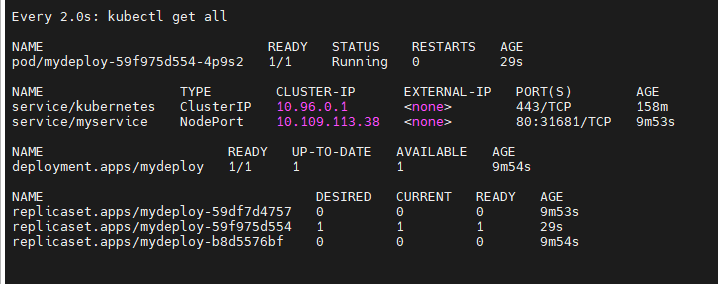 Every 2.0s: kubectl get all
NAME READY STATUS RESTARTS AGE
pod/mydeploy-59f975d554-4p9s2 1/1 Running 0 29s
NAME TYPE CLUSTER-IP EXTERNAL-IP PORT(S) AGE
service/kubernetes ClusterIP 10.96.0.1 <none> 443/TCP 158m
service/myservice NodePort 10.109.113.38 <none> 80:31681/TCP 9m53s
NAME READY UP-TO-DATE AVAILABLE AGE
deployment.apps/mydeploy 1/1 1 1 9m54s
NAME DESIRED CURRENT READY AGE
replicaset.apps/mydeploy-59df7d4757 0 0 0 9m53s
replicaset.apps/mydeploy-59f975d554 1 1 1 29s
replicaset.apps/mydeploy-b8d5576bf 0 0 0 9m54s